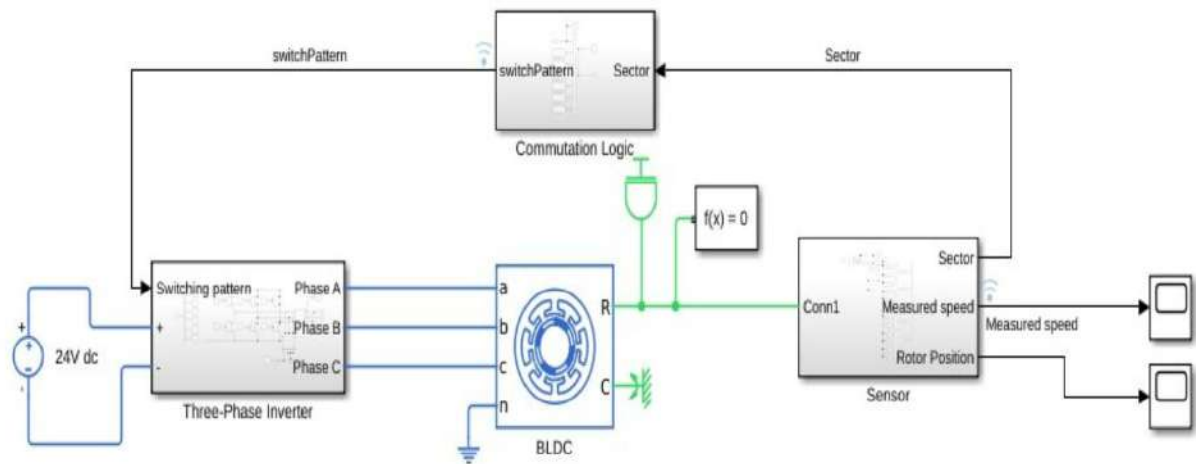 switchPattern
switchPattern
Sector
Sector
Commutation Logic
f(x) = 0
Switching pattern
Phase A
+
...Phase B
-
Phase C
Three-Phase Inverter
+
+
-
-
24V dc
a
b
c
n
R
C
BLDC
Conn1
Sector
Measured speed
Measured speed
Rotor Position
Sensor